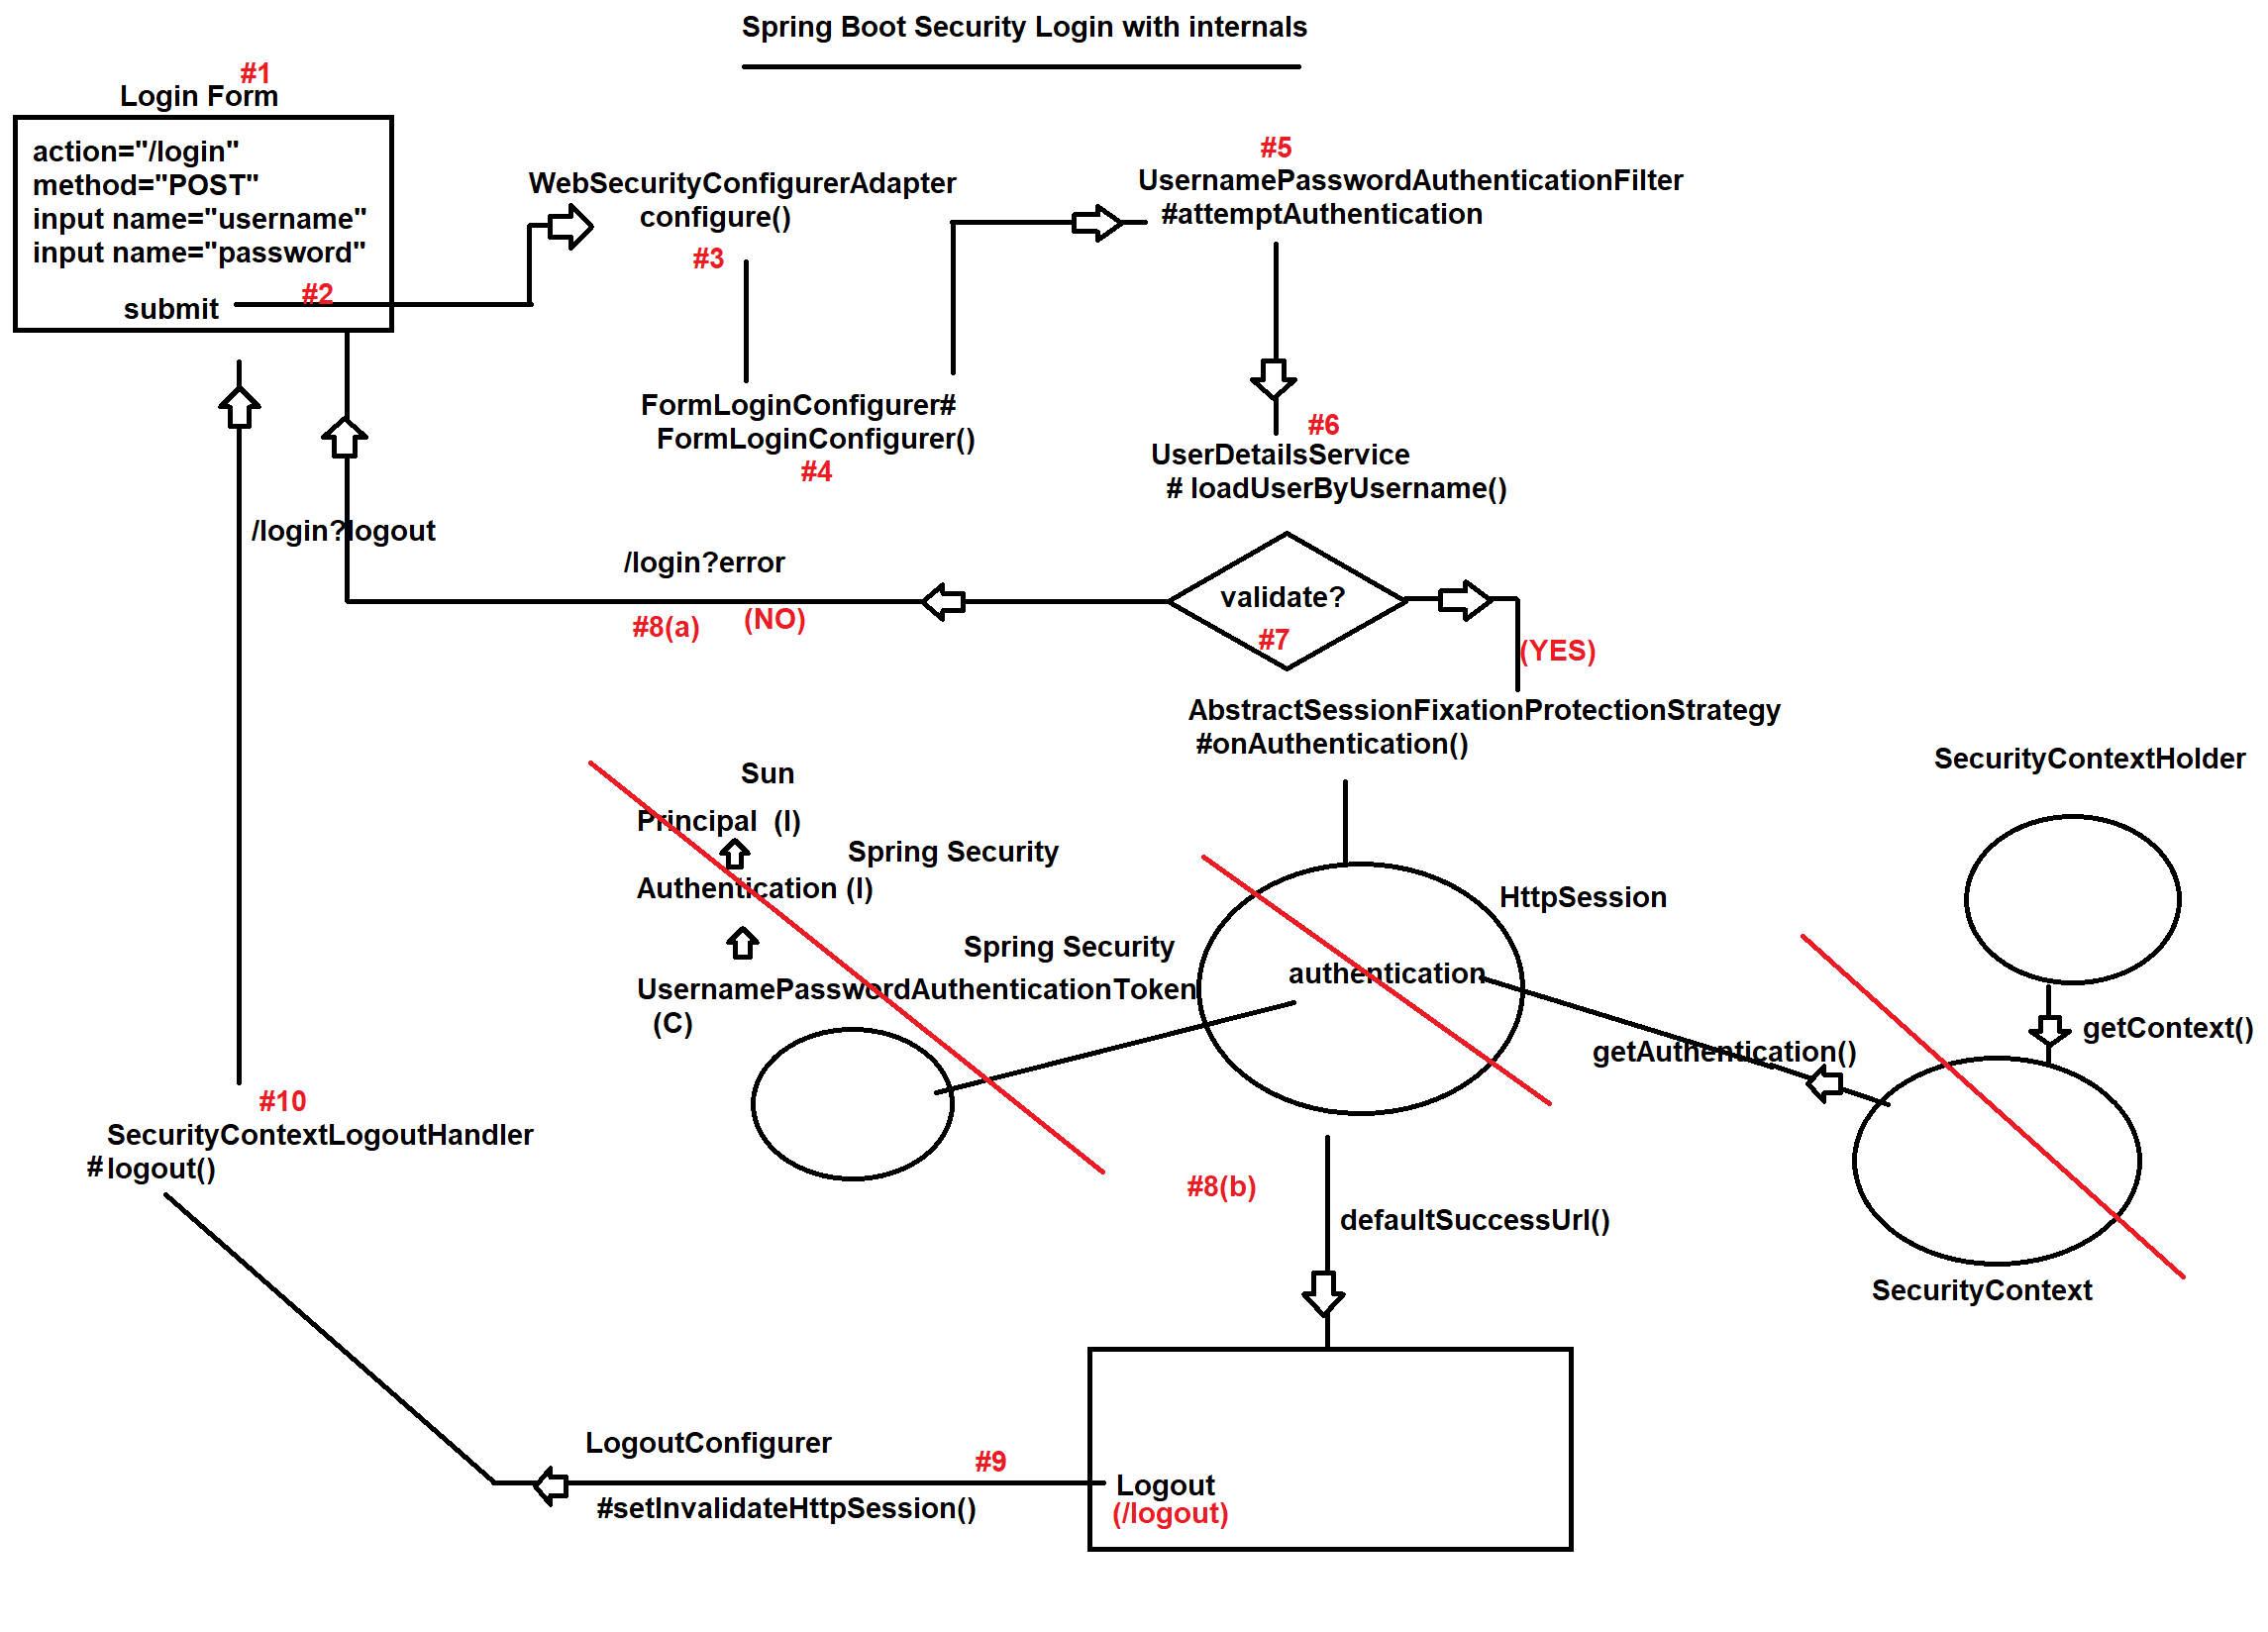 Spring Boot Security Login with internals
#1
Login Form
action="/login"
method="POST"
input name="username"
input name="password"
#2
submit
WebSecurityConfigurerAdapter
configure()
#3
FormLoginConfigurer#
FormLoginConfigurer()
#4
#5
UsernamePasswordAuthenticationFilter
#attemptAuthentication
#6
UserDetailsService
# loadUserByUsername()
/login?logout
/login?error
#8(a)
(NO)
validate?
#7
(YES)
AbstractSessionFixationProtectionStrategy
#onAuthentication()
Sun
Principal (I)
Spring Security
Authentication (I)
Spring Security
UsernamePasswordAuthenticationToken
(C)
HttpSession
authentication
SecurityContextHolder
getContext()
getAuthentication()
SecurityContext
#8(b)
defaultSuccessUrl()
#10
SecurityContextLogoutHandler
#logout()
LogoutConfigurer
#9
#setInvalidateHttpSession()
Logout
(/logout)